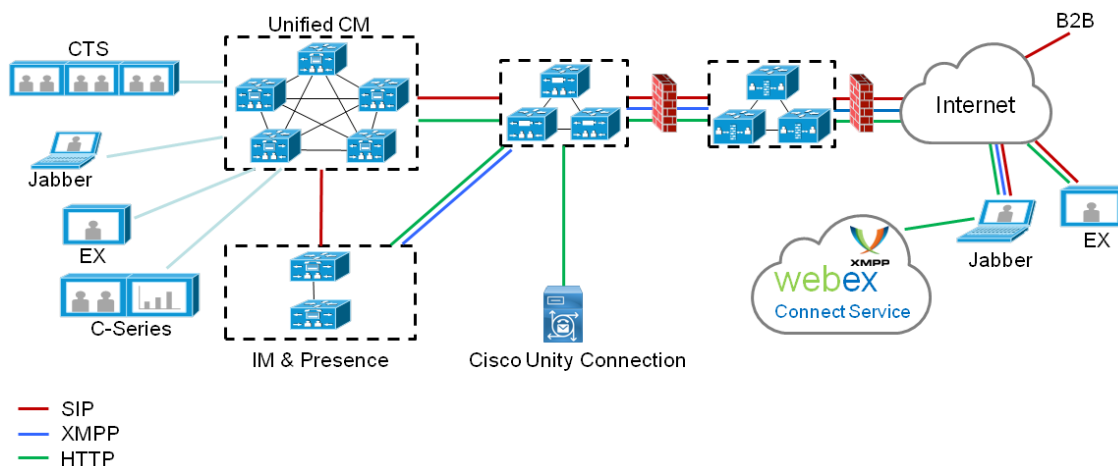 Unified CM
B2B
CTS
Internet
Jabber
EX
C-Series
IM & Presence
Cisco Unity Connection
XMPP
webex
Connect Service
Jabber
EX
SIP
XMPP
HTTP